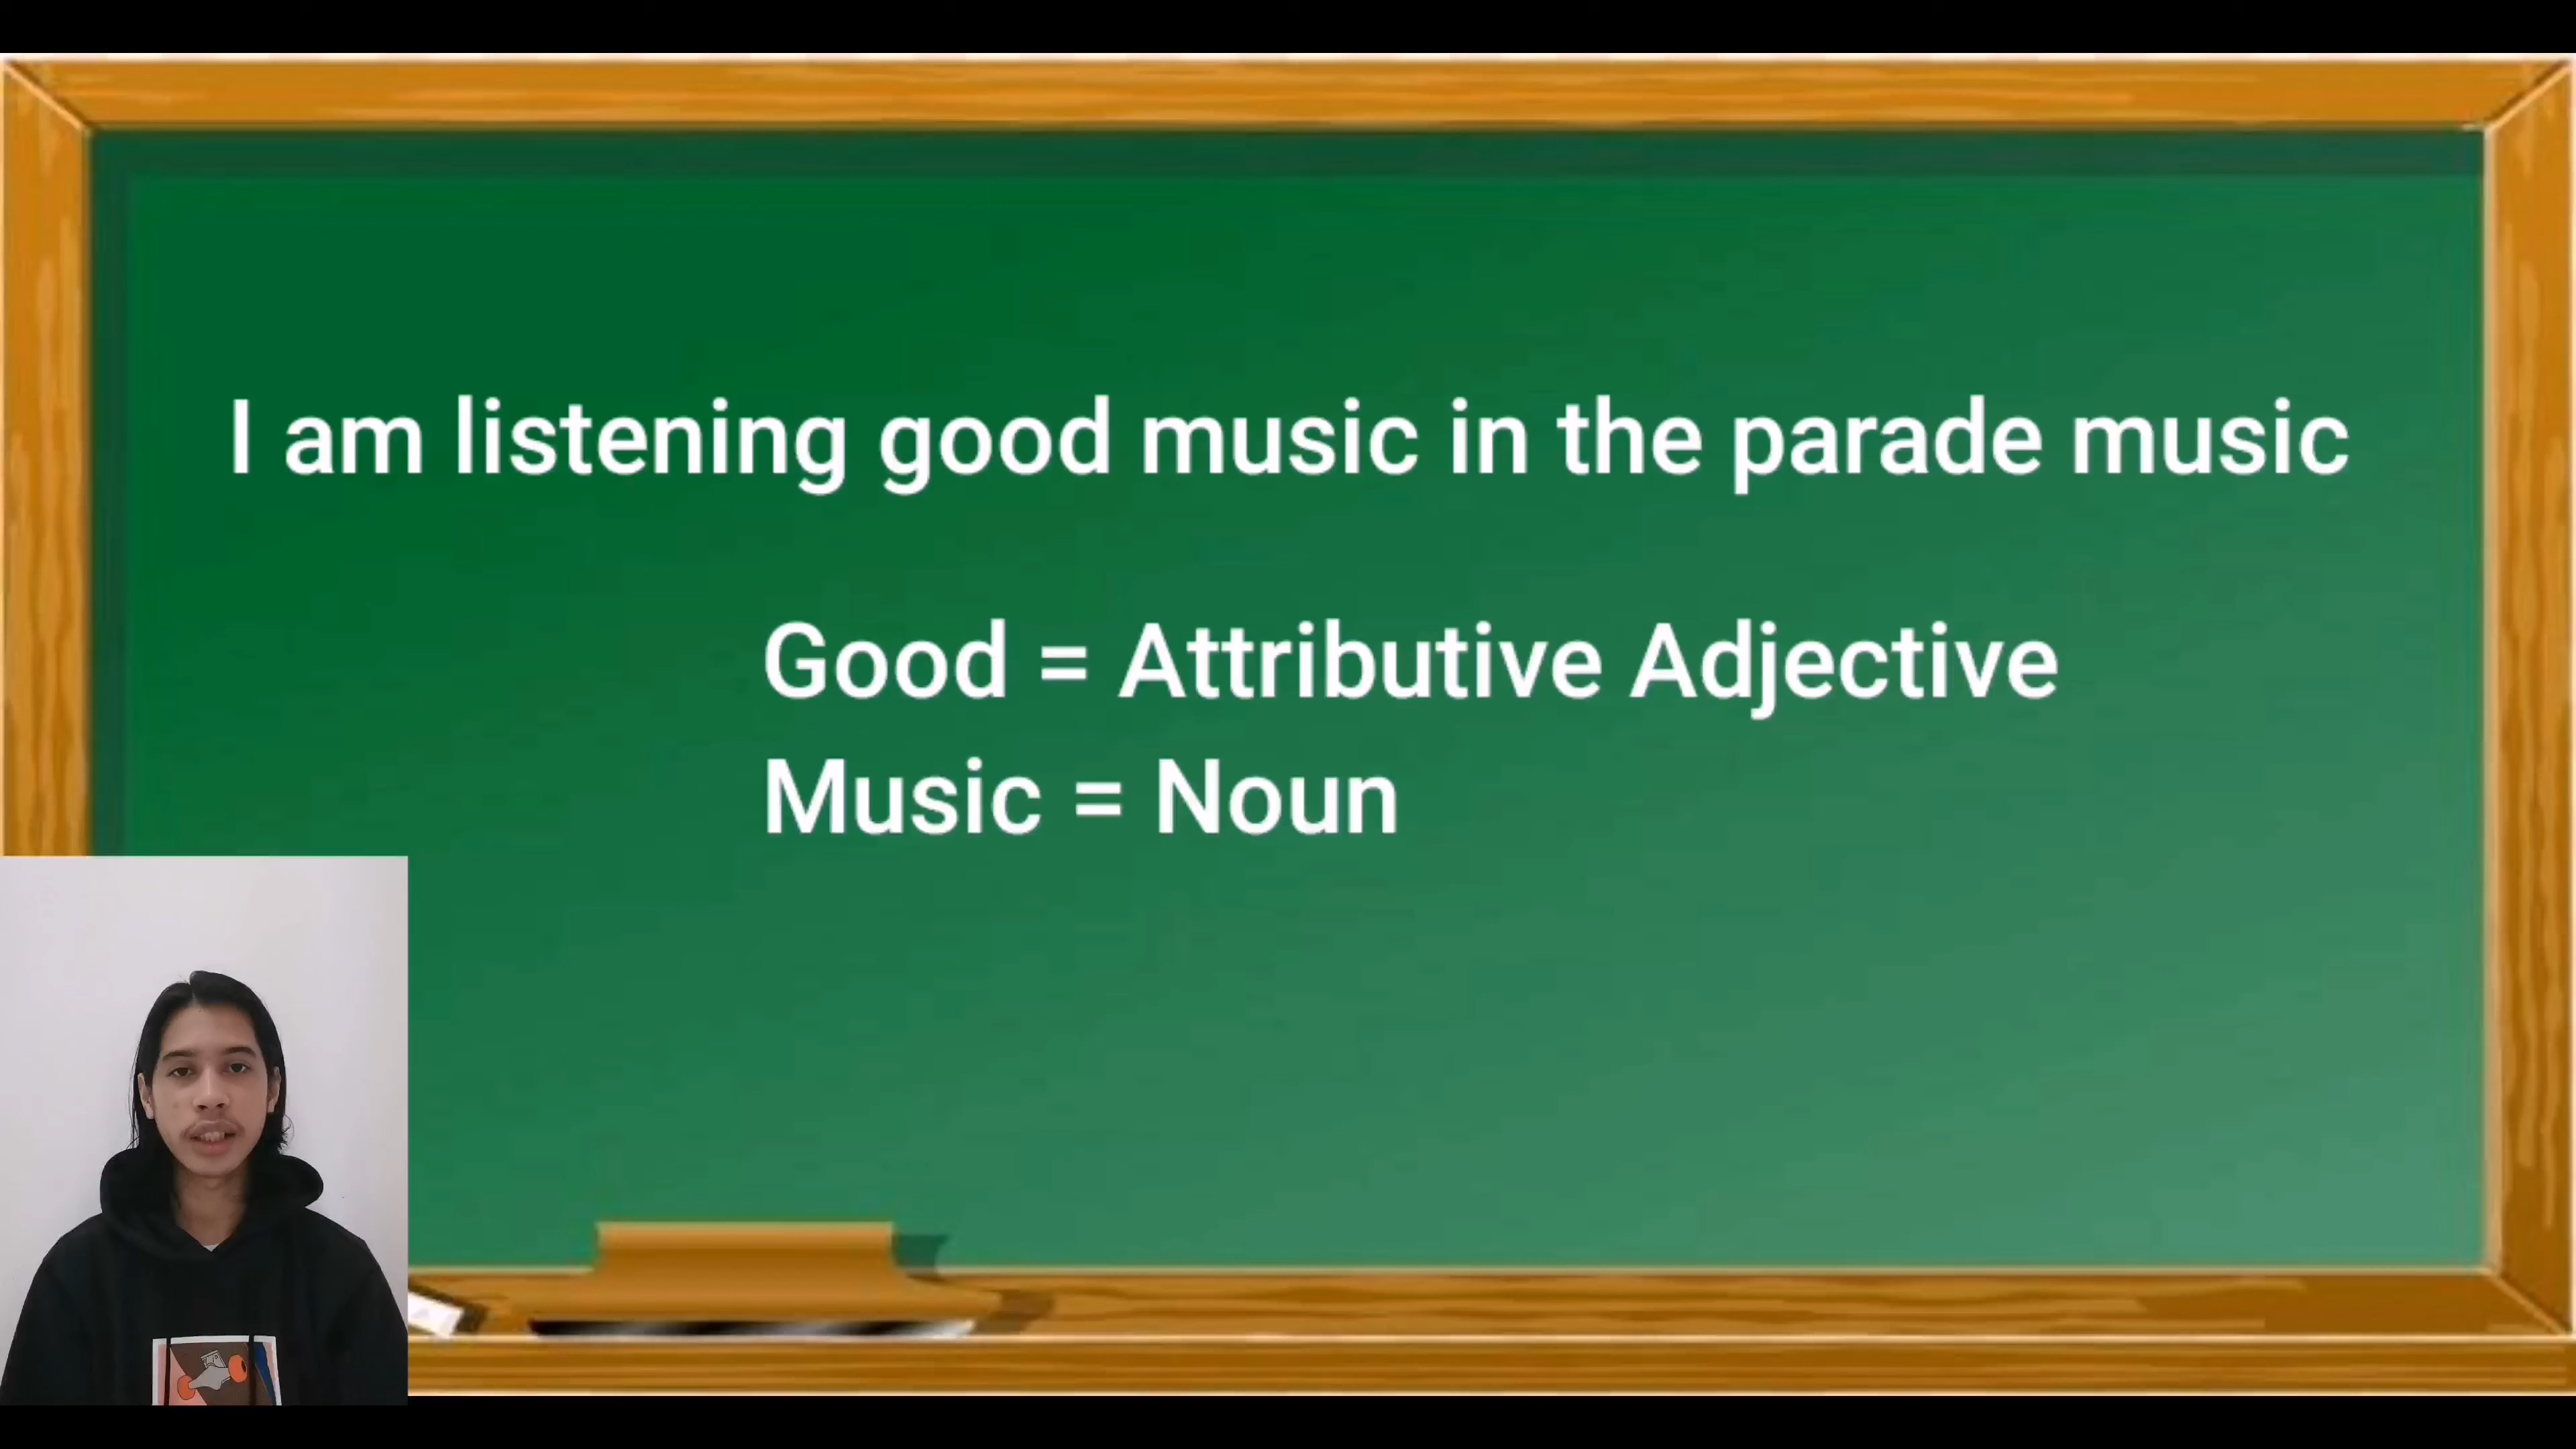 I am listening good music in the parade music
Good = Attributive Adjective
Music = Noun